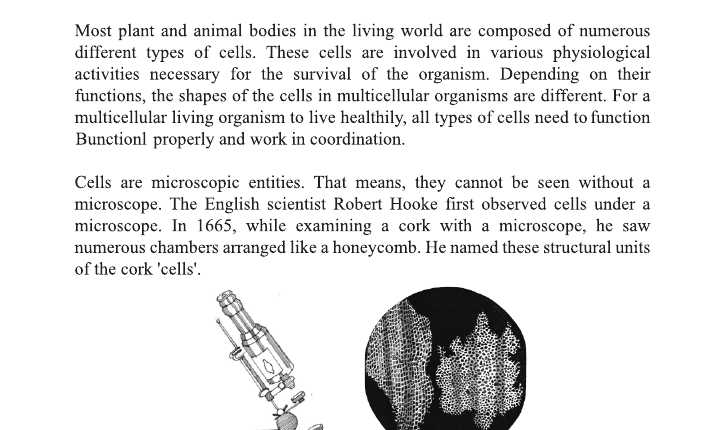 Most plant and animal bodies in the living world are composed of numerous
different types of cells. These cells are involved in various physiological
activities necessary for the survival of the organism. Depending on their
functions, the shapes of the cells in multicellular organisms are different. For a
multicellular living organism to live healthily, all types of cells need to function
Bunctionl properly and work in coordination.
Cells are microscopic entities. That means, they cannot be seen without a
microscope. The English scientist Robert Hooke first observed cells under a
microscope. In 1665, while examining a cork with a microscope, he saw
numerous chambers arranged like a honeycomb. He named these structural units
of the cork 'cells'.